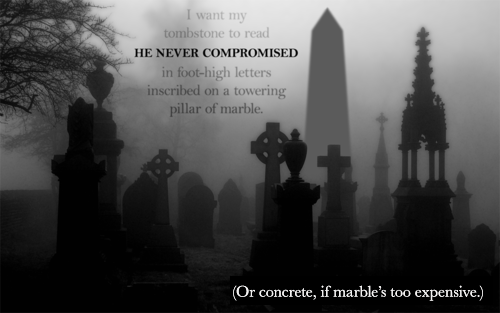 I want my
tombstone to read
HE NEVER COMPROMISED
in foot-high letters
inscribed on a towering
pillar of marble.
(Or concrete, if marble's too expensive.)